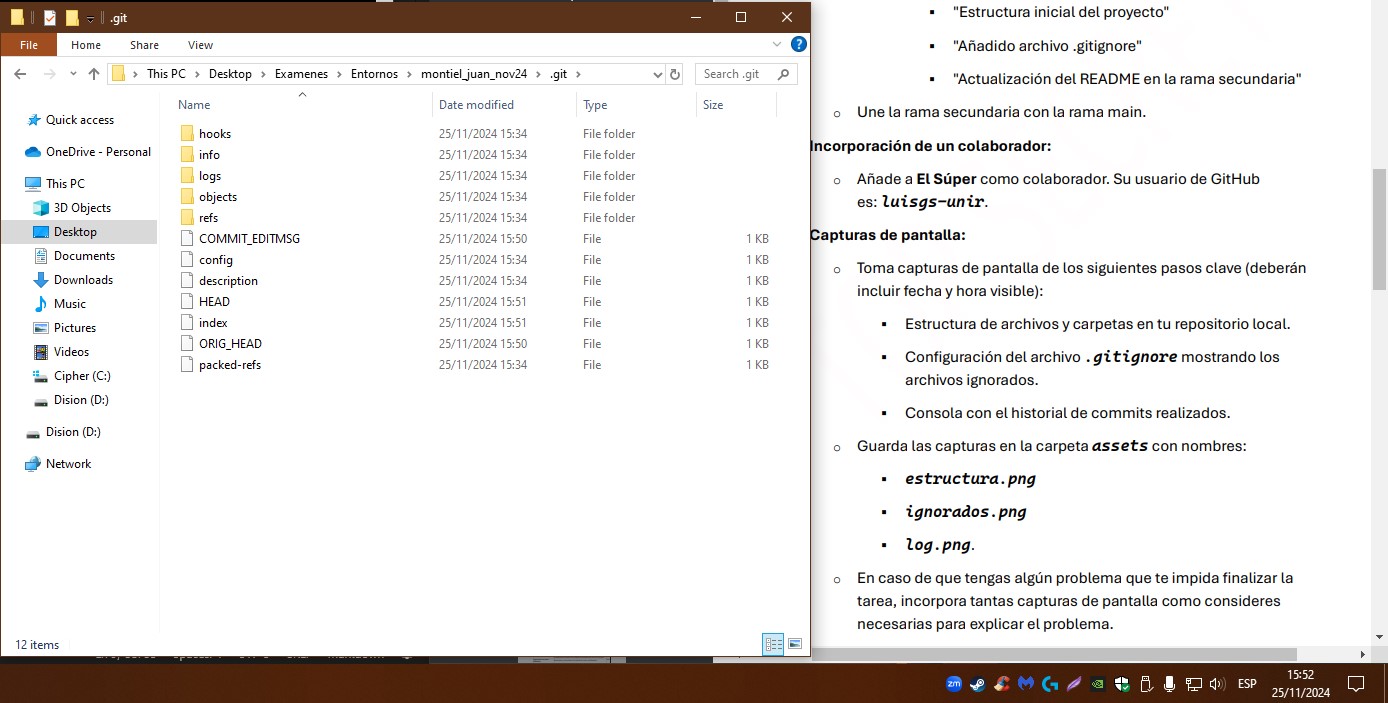 .git
File Home Share View
This PC Desktop Examenes Entornos montiel_juan_nov24 .git Search .git
Quick access
OneDrive - Personal
This PC
3D Objects
Desktop
Documents
Downloads
Music
Pictures
Videos
Cipher (C:)
Dision (D:)
Dision (D:)
Network
Name Date modified Type Size
hooks 25/11/2024 15:34 File folder
info 25/11/2024 15:34 File folder
logs 25/11/2024 15:34 File folder
objects 25/11/2024 15:34 File folder
refs 25/11/2024 15:34 File folder
COMMIT_EDITMSG 25/11/2024 15:50 File 1 KB
config 25/11/2024 15:34 File 1 KB
description 25/11/2024 15:34 File 1 KB
HEAD 25/11/2024 15:51 File 1 KB
index 25/11/2024 15:51 File 1 KB
ORIG_HEAD 25/11/2024 15:50 File 1 KB
packed-refs 25/11/2024 15:34 File 1 KB
12 items
"Estructura inicial del proyecto"
"Añadido archivo .gitignore"
"Actualización del README en la rama secundaria"
Une la rama secundaria con la rama main.
Incorporación de un colaborador:
Añade a El Súper como colaborador. Su usuario de GitHub
es: luisgs-unir.
Capturas de pantalla:
Toma capturas de pantalla de los siguientes pasos clave (deberán
incluir fecha y hora visible):
Estructura de archivos y carpetas en tu repositorio local.
Configuración del archivo .gitignore mostrando los
archivos ignorados.
Consola con el historial de commits realizados.
Guarda las capturas en la carpeta assets con nombres:
estructura.png
ignorados.png
log.png.
En caso de que tengas algún problema que te impida finalizar la
tarea, incorpora tantas capturas de pantalla como consideres
necesarias para explicar el problema.
zm ESP 15:52
25/11/2024